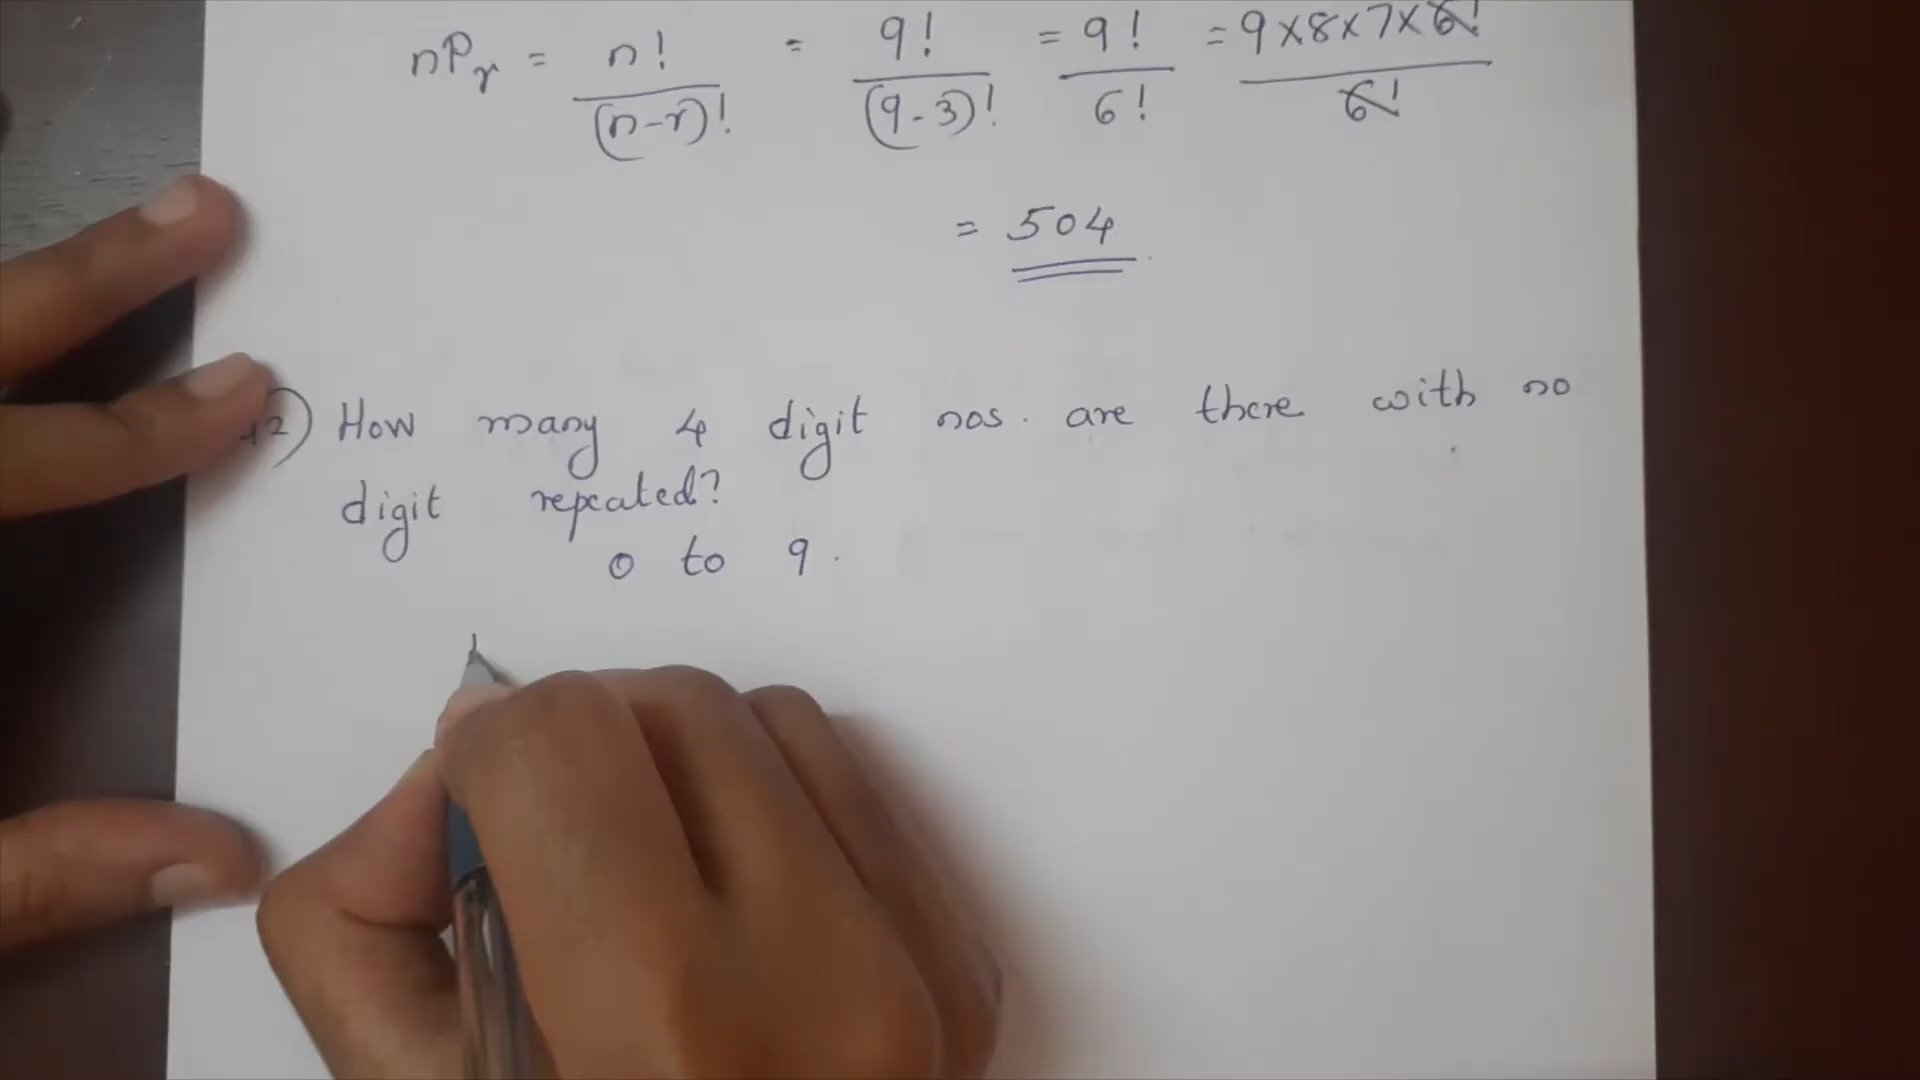 nPr = n! / (n-r)! = 9! / (9-3)! = 9! / 6! = 9×8×7×6! / 6!
= 504
2) How many 4 digit nos. are there with no
digit repeated?
0 to 9.